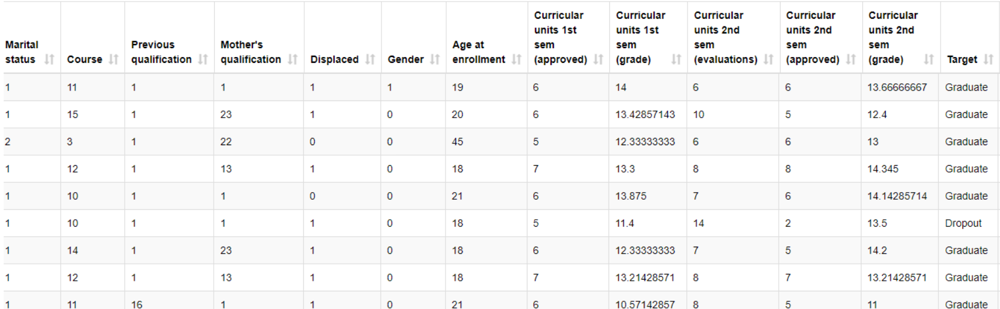 Marital status Course Previous qualification Mother's qualification Displaced Gender Age at enrollment Curricular units 1st sem (approved) Curricular units 1st sem (grade) Curricular units 2nd sem (evaluations) Curricular units 2nd sem (approved) Curricular units 2nd sem (grade) Target
1 11 1 1 1 1 19 6 14 6 6 13.66666667 Graduate
1 15 1 23 1 0 20 6 13.42857143 10 5 12.4 Graduate
2 3 1 22 0 0 45 5 12.33333333 6 6 13 Graduate
1 12 1 13 1 0 18 7 13.3 8 8 14.345 Graduate
1 10 1 1 0 0 21 6 13.875 7 6 14.14285714 Graduate
1 10 1 1 1 0 18 5 11.4 14 2 13.5 Dropout
1 14 1 23 1 0 18 6 12.33333333 7 5 14.2 Graduate
1 12 1 13 1 0 18 7 13.21428571 8 7 13.21428571 Graduate
1 11 16 1 1 0 21 6 10.57142857 8 5 11 Graduate